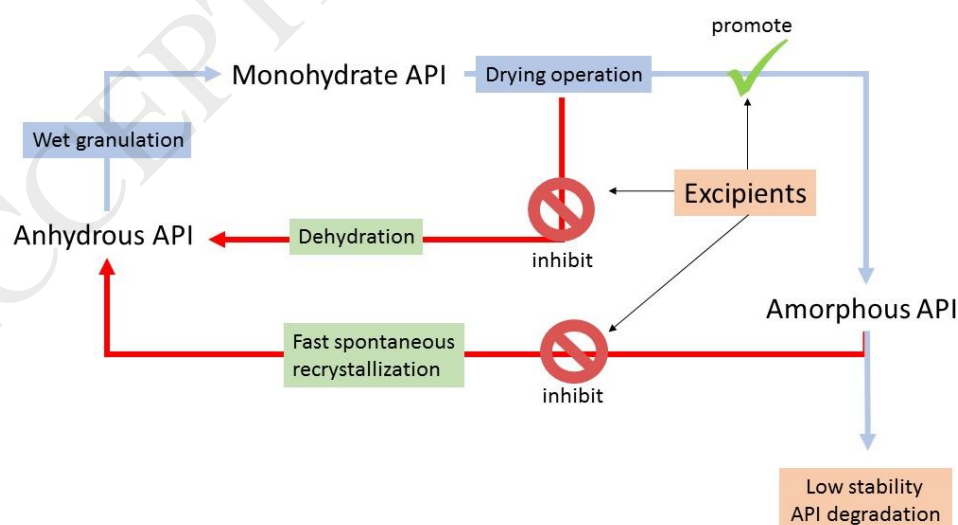 promote
Monohydrate API
Drying operation
Wet granulation
Excipients
Anhydrous API
Dehydration
inhibit
Amorphous API
Fast spontaneous
recrystallization
inhibit
Low stability
API degradation